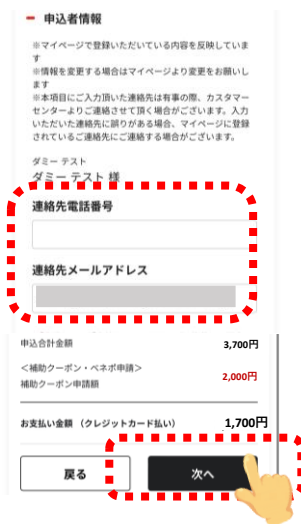 申込者情報
※マイページで登録いただいている内容を反映していま
す
※情報を変更する場合はマイページより変更をお願いし
ます
※本項目にご入力頂いた連絡先は有事の際、カスタマー
センターよりご連絡させて頂く場合がございます。入力
いただいた連絡先に誤りがある場合、マイページに登録
されているご連絡先にご連絡する場合がございます。
ダミー テスト
ダミー テスト 様
連絡先電話番号
連絡先メールアドレス
申込合計金額 3,700円
＜補助クーポン・ベネポ申請＞
補助クーポン申請額 2,000円
お支払い金額 （クレジットカード払い） 1,700円
戻る 次へ